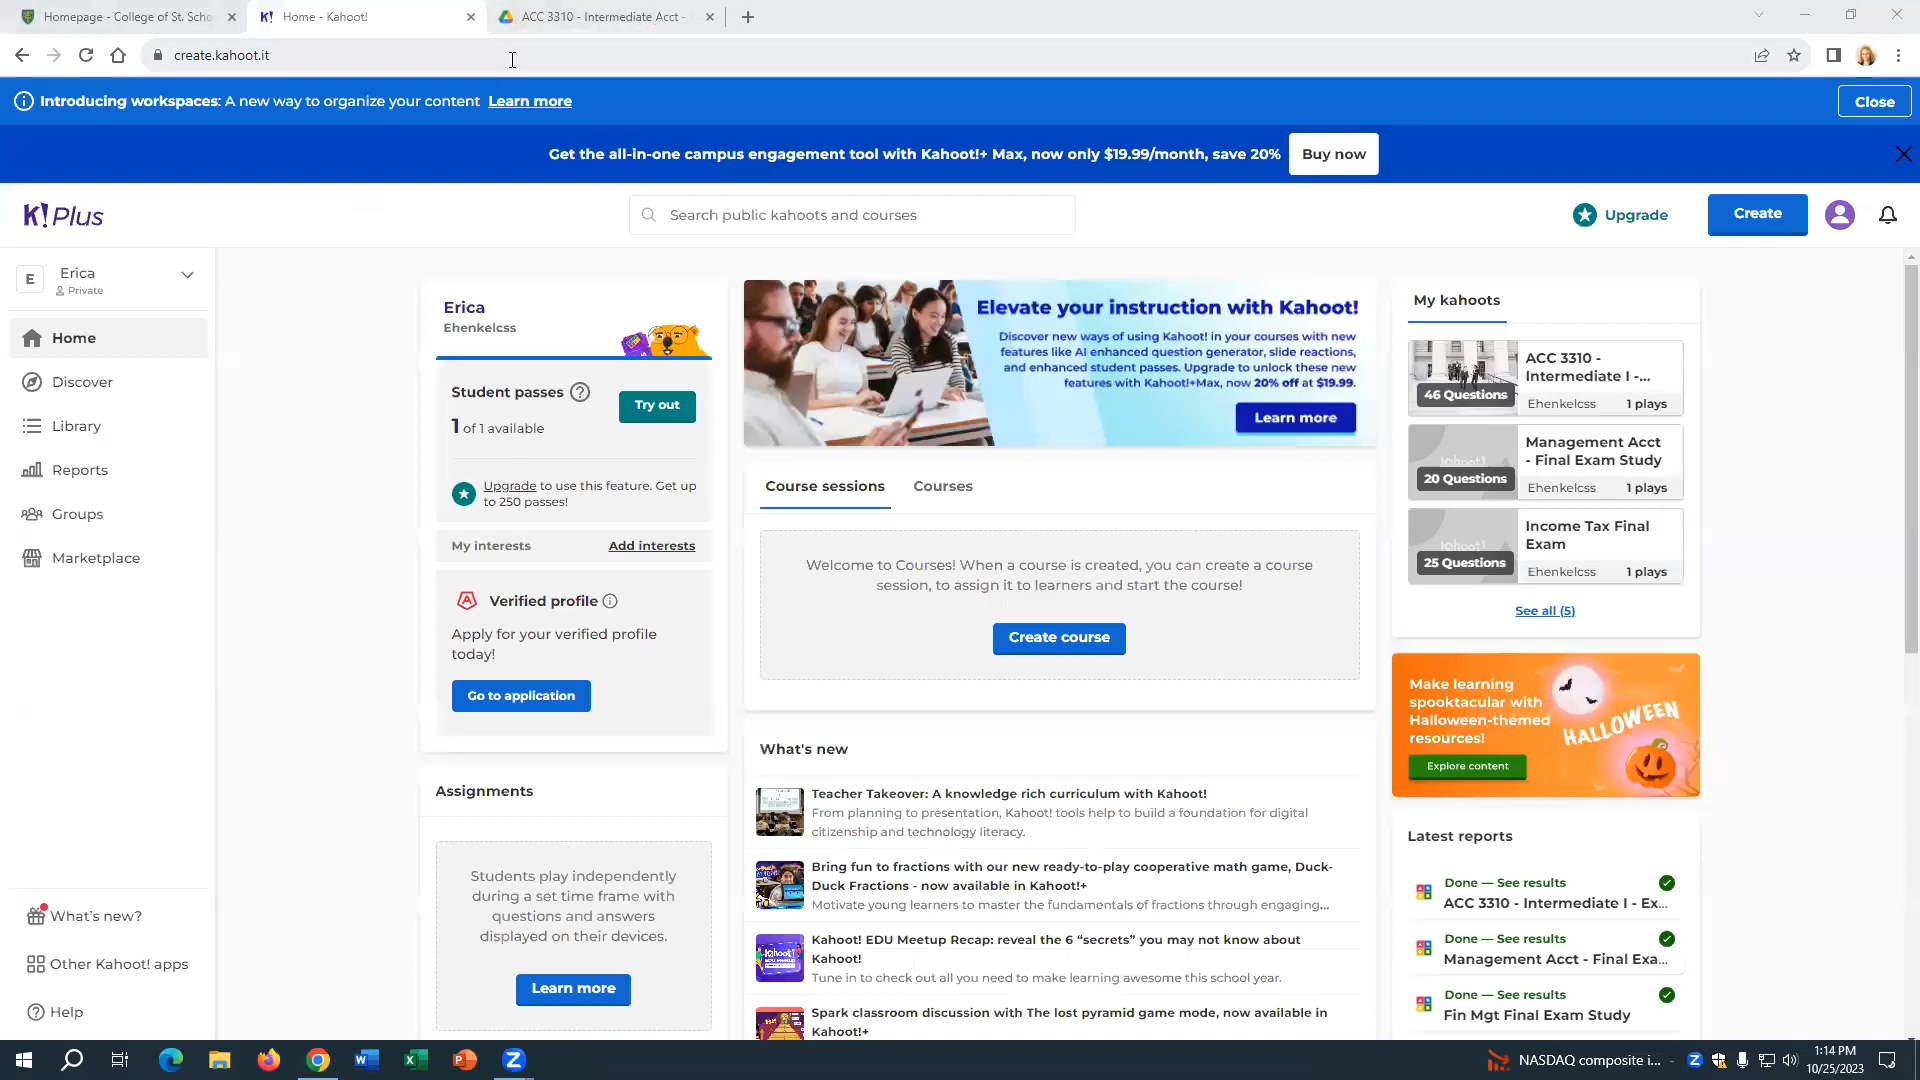 Homepage - College of St. Scho
Home - Kahoot!
ACC 3310 - Intermediate Acct -
create.kahoot.it
Introducing workspaces: A new way to organize your content Learn more
Close
Get the all-in-one campus engagement tool with Kahoot!+ Max, now only $19.99/month, save 20%
Buy now
K! Plus
Search public kahoots and courses
Upgrade
Create
E
Erica
Private
Home
Discover
Library
Reports
Groups
Marketplace
What's new?
Other Kahoot! apps
Help
Erica
Ehenkelcss
Student passes
1 of 1 available
Try out
Upgrade to use this feature. Get up
to 250 passes!
My interests
Add interests
Verified profile
Apply for your verified profile
today!
Go to application
Assignments
Students play independently
during a set time frame with
questions and answers
displayed on their devices.
Learn more
Elevate your instruction with Kahoot!
Discover new ways of using Kahoot! in your courses with new
features like AI enhanced question generator, slide reactions,
and enhanced student passes. Upgrade to unlock these new
features with Kahoot!+Max, now 20% off at $19.99.
Learn more
Course sessions
Courses
Welcome to Courses! When a course is created, you can create a course
session, to assign it to learners and start the course!
Create course
What's new
Teacher Takeover: A knowledge rich curriculum with Kahoot!
From planning to presentation, Kahoot! tools help to build a foundation for digital
citizenship and technology literacy.
Bring fun to fractions with our new ready-to-play cooperative math game, Duck-
Duck Fractions - now available in Kahoot!+
Motivate young learners to master the fundamentals of fractions through engaging...
Kahoot! EDU Meetup Recap: reveal the 6 “secrets” you may not know about
Kahoot!
Tune in to check out all you need to make learning awesome this school year.
Spark classroom discussion with The lost pyramid game mode, now available in
Kahoot!+
My kahoots
ACC 3310 -
Intermediate I -...
46 Questions
Ehenkelcss
1 plays
Management Acct
- Final Exam Study
20 Questions
Ehenkelcss
1 plays
Income Tax Final
Exam
25 Questions
Ehenkelcss
1 plays
See all (5)
Make learning
spooktacular with
Halloween-themed
resources!
Explore content
HALLOWEEN
Latest reports
Done — See results
ACC 3310 - Intermediate I - Ex...
Done — See results
Management Acct - Final Exa...
Done — See results
Fin Mgt Final Exam Study
NASDAQ composite i...
1:14 PM
10/25/2023